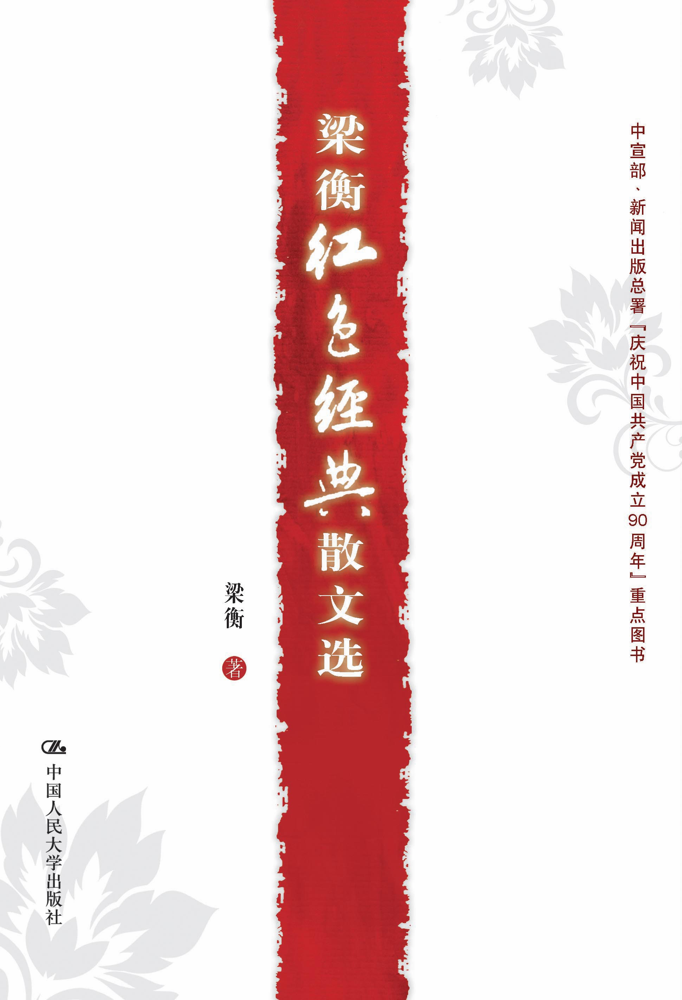 中宣部、新闻出版总署『庆祝中国共产党成立90周年』重点图书
梁衡红色经典散文选
梁衡 著
中国人民大学出版社